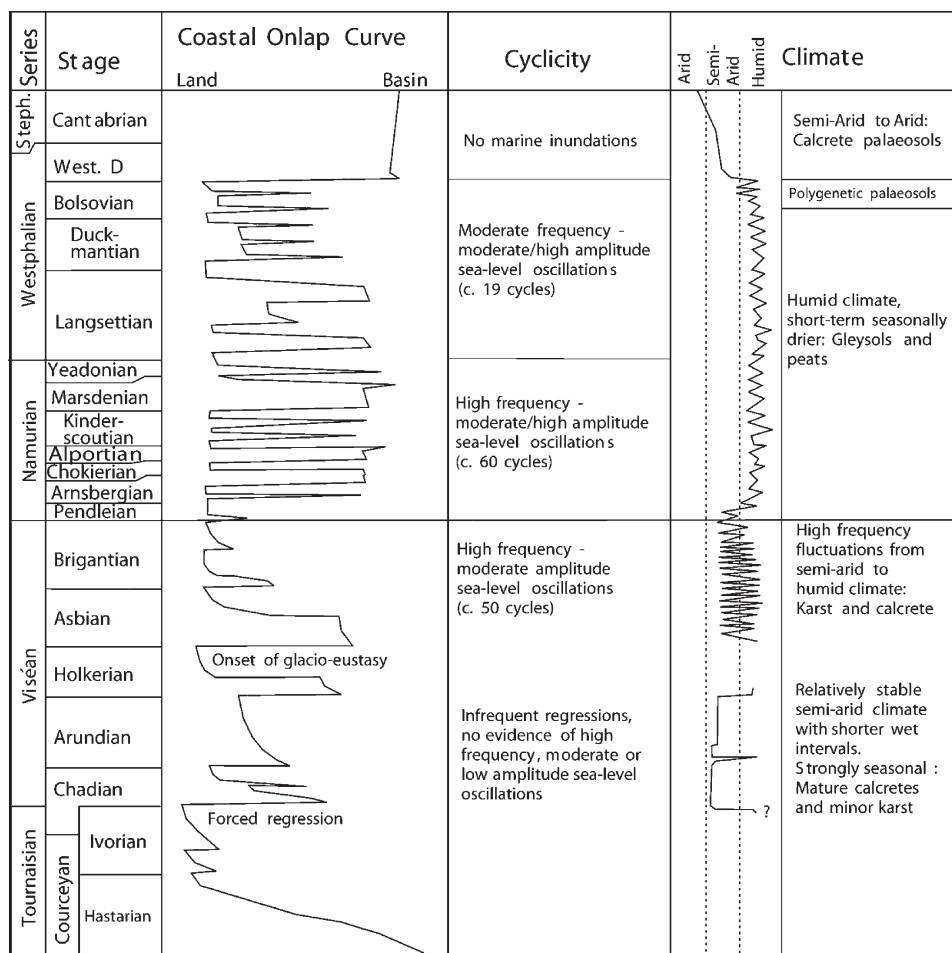 Series
Stage
Coastal Onlap Curve
Land
Basin
Cyclicity
Arid
Semi-
Arid
Humid
Climate
Steph.
Westphalian
Namurian
Viséan
Tournaisian
Courceyan
Cantabrian
West. D
Bolsovian
Duck-
mantian
Langsettian
Yeadonian
Marsdenian
Kinder-
scoutian
Alportian
Chokierian
Arnsbergian
Pendleian
Brigantian
Asbian
Holkerian
Arundian
Chadian
Ivorian
Hastarian
Onset of glacio-eustasy
Forced regression
No marine inundations
Moderate frequency -
moderate/high amplitude
sea-level oscillations
(c. 19 cycles)
High frequency -
moderate/high amplitude
sea-level oscillations
(c. 60 cycles)
High frequency -
moderate amplitude
sea-level oscillations
(c. 50 cycles)
Infrequent regressions,
no evidence of high
frequency, moderate or
low amplitude sea-level
oscillations
?
Semi-Arid to Arid:
Calcrete palaeosols
Polygenetic palaeosols
Humid climate,
short-term seasonally
drier: Gleysols and
peats
High frequency
fluctuations from
semi-arid to
humid climate:
Karst and calcrete
Relatively stable
semi-arid climate
with shorter wet
intervals.
Strongly seasonal :
Mature calcretes
and minor karst